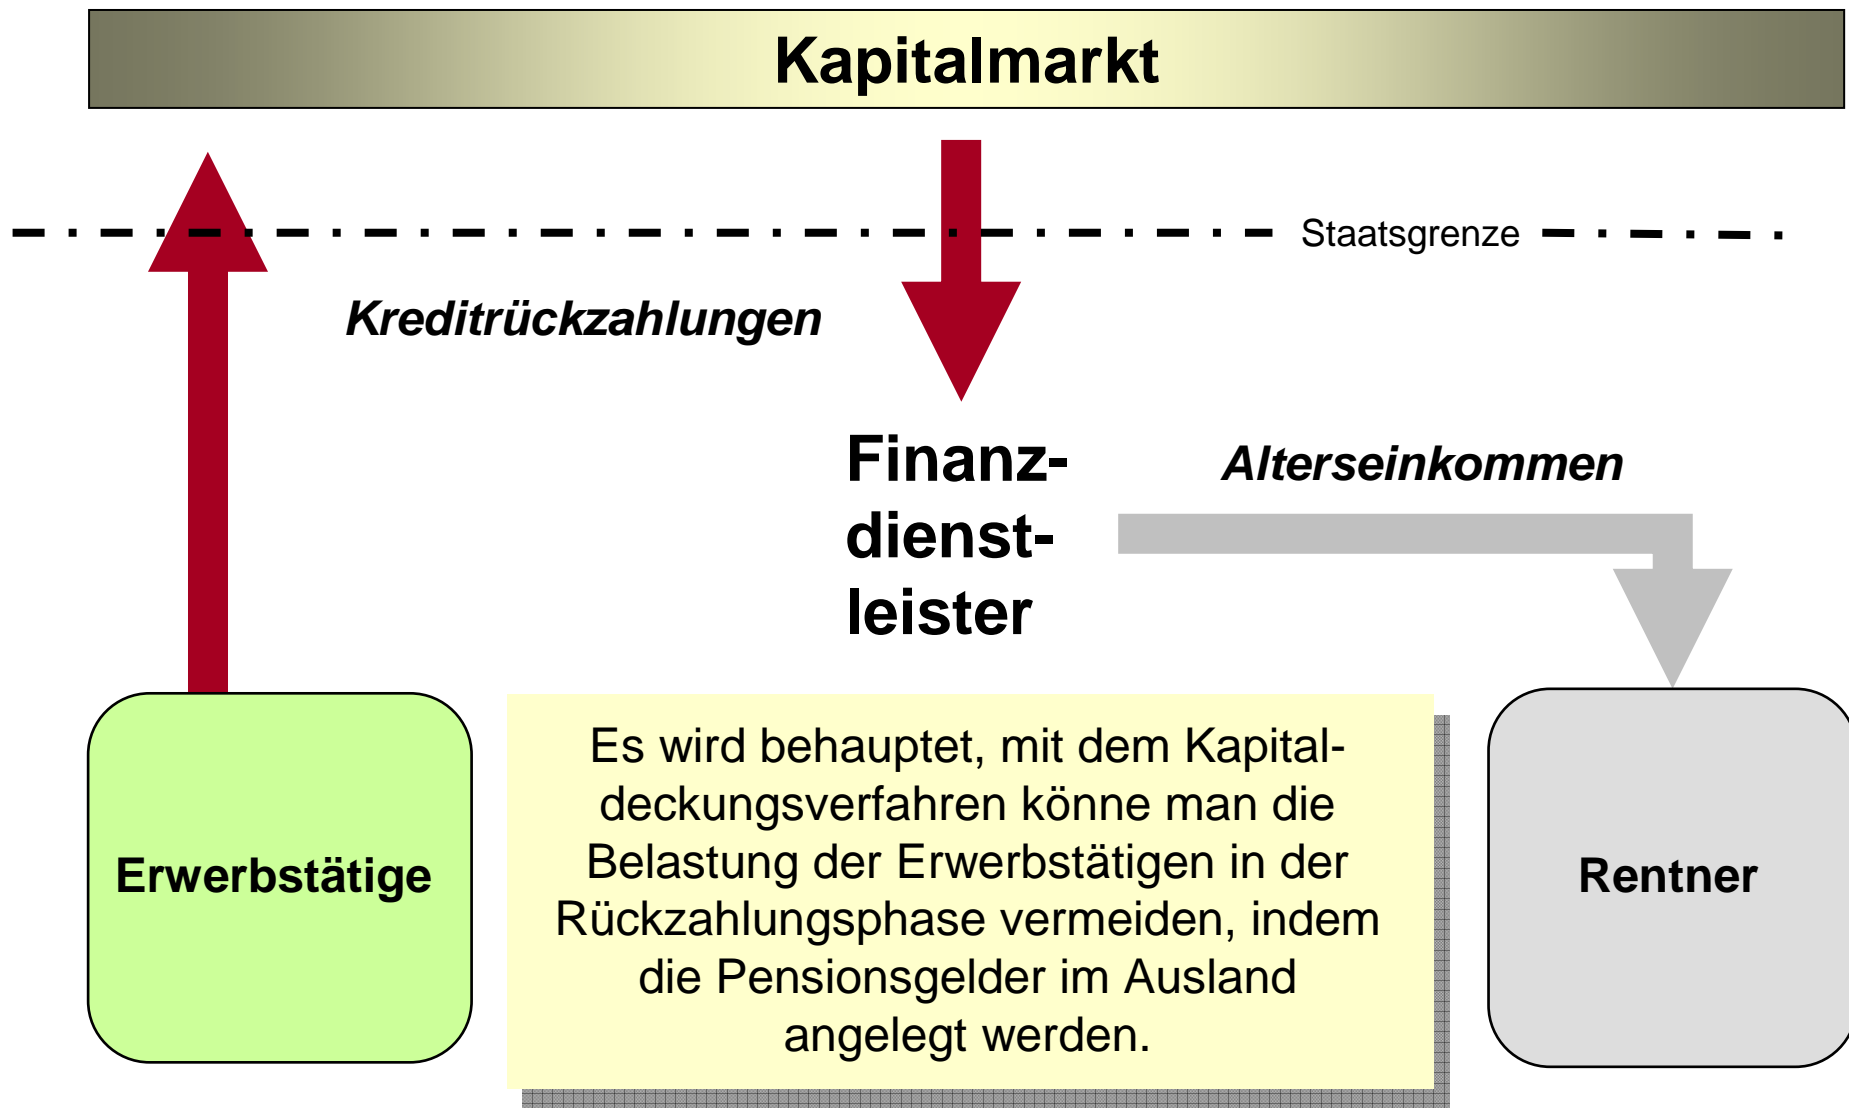 Kapitalmarkt
Staatsgrenze
Kreditrückzahlungen
Finanz-
dienst-
leister
Alterseinkommen
Erwerbstätige
Es wird behauptet, mit dem Kapital-
deckungsverfahren könne man die
Belastung der Erwerbstätigen in der
Rückzahlungsphase vermeiden, indem
die Pensionsgelder im Ausland
angelegt werden.
Rentner